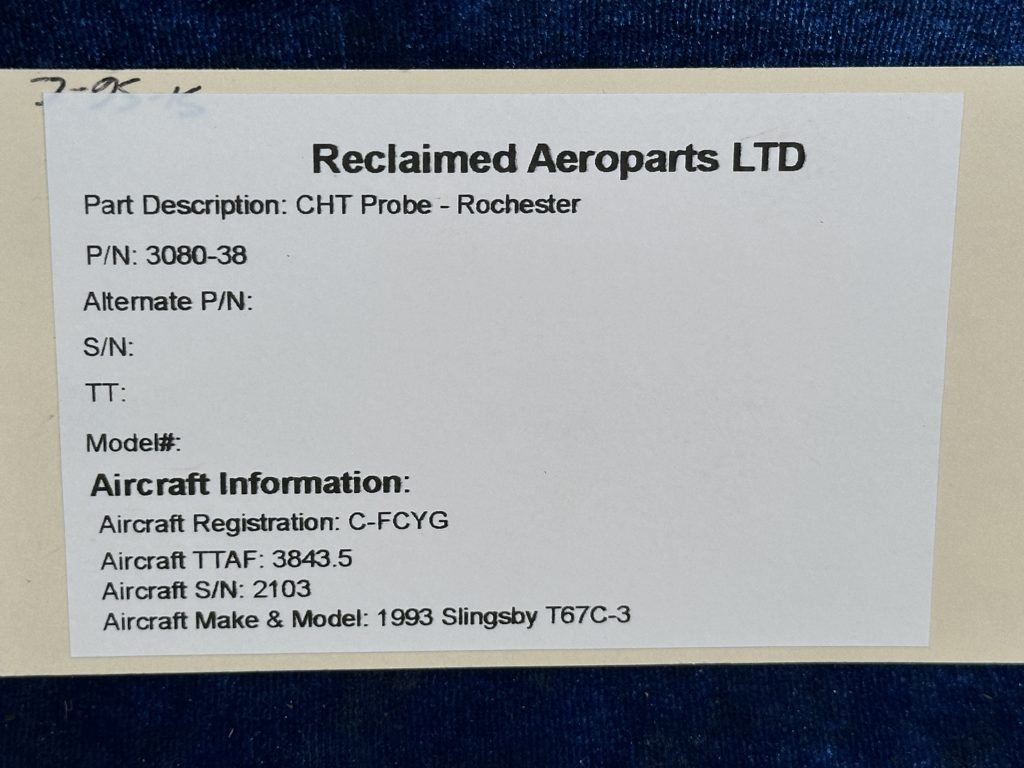 Reclaimed Aeroparts LTD
Part Description: CHT Probe - Rochester
P/N: 3080-38
Alternate P/N:
S/N:
TT:
Model#:
Aircraft Information:
Aircraft Registration: C-FCYG
Aircraft TTAF: 3843.5
Aircraft S/N: 2103
Aircraft Make & Model: 1993 Slingsby T67C-3